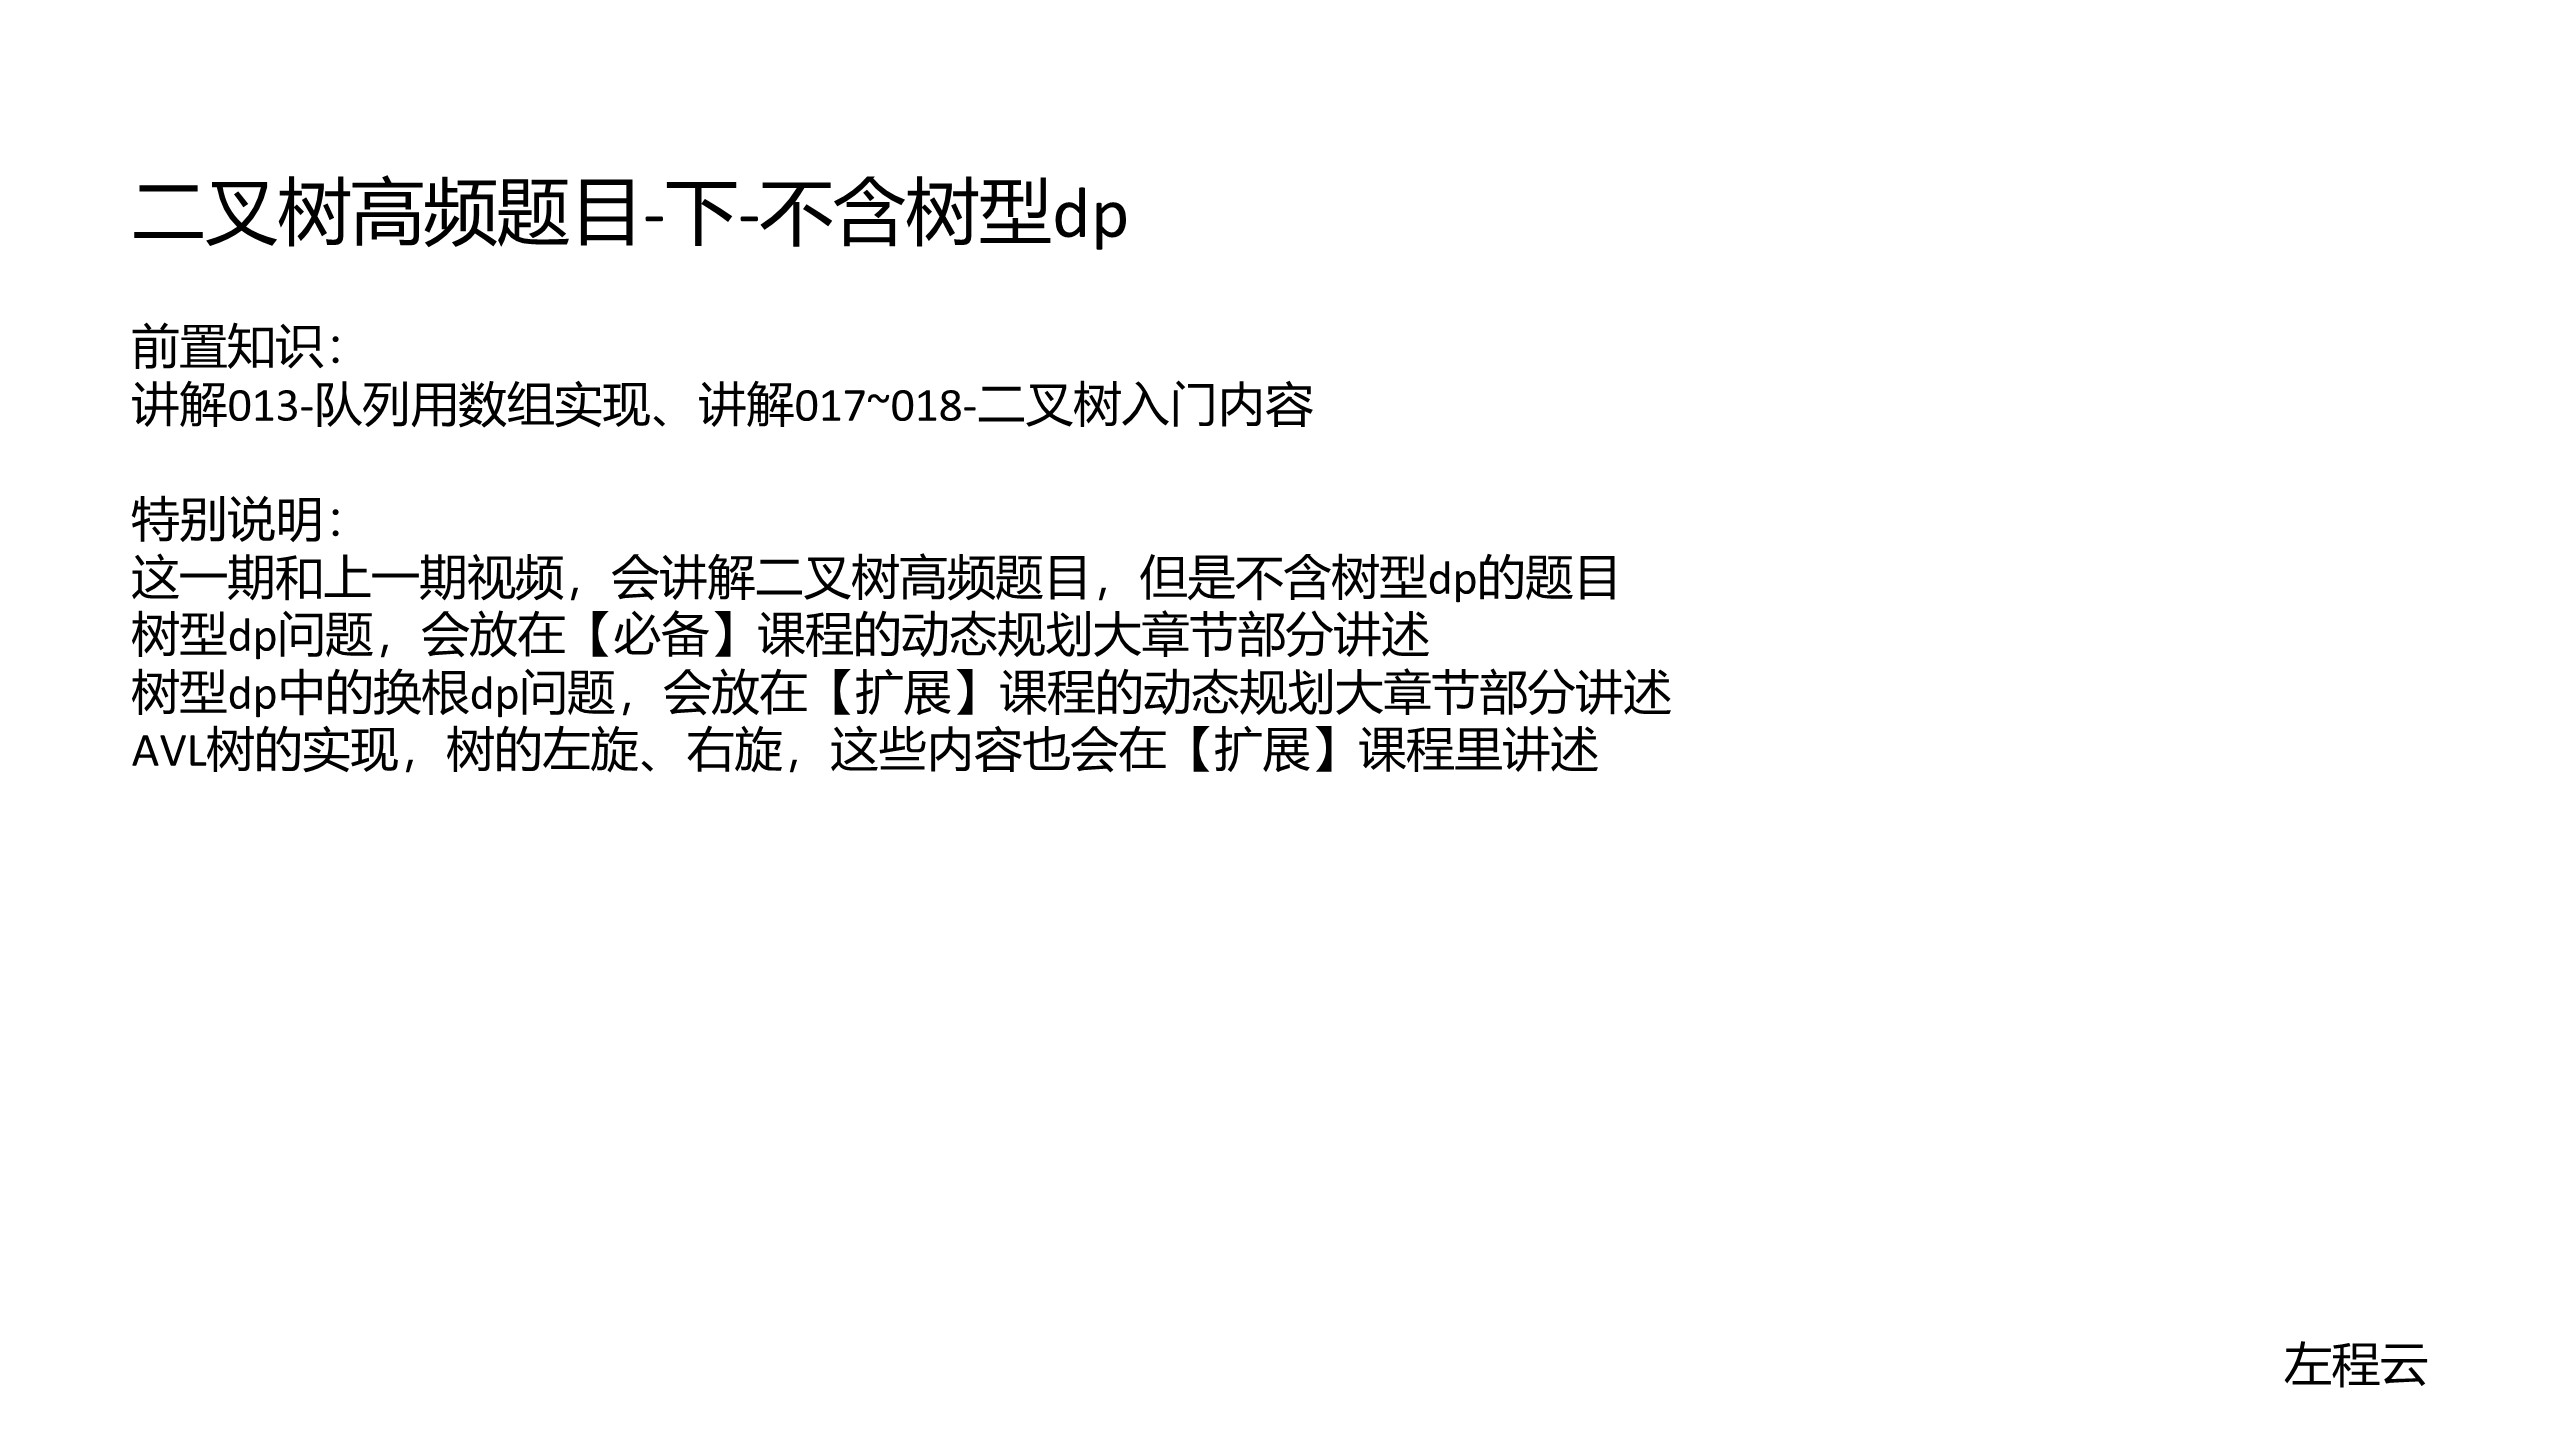 二叉树高频题目-下-不含树型dp
前置知识：
讲解013-队列用数组实现、讲解017~018-二叉树入门内容
特别说明：
这一期和上一期视频，会讲解二叉树高频题目，但是不含树型dp的题目
树型dp问题，会放在【必备】课程的动态规划大章节部分讲述
树型dp中的换根dp问题，会放在【扩展】课程的动态规划大章节部分讲述
AVL树的实现，树的左旋、右旋，这些内容也会在【扩展】课程里讲述
左程云